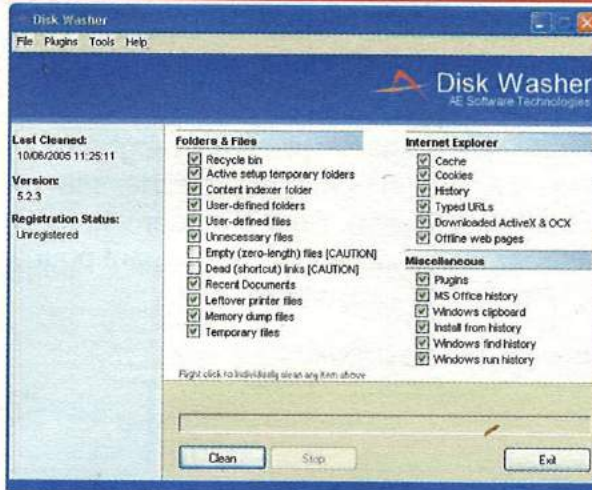 Disk Washer
File Plugins Tools Help
Disk Washer
AE Software Technologies
Last Cleaned:
10/06/2005 11:25:11
Version:
5.2.3
Registration Status:
Unregistered
Folders & Files
Recycle bin
Active setup temporary folders
Content indexer folder
User-defined folders
User-defined files
Unnecessary files
Empty (zero-length) files [CAUTION]
Dead (shortcut) links [CAUTION]
Recent Documents
Leftover printer files
Memory dump files
Temporary files
Right click to individually clean any item above
Internet Explorer
Cache
Cookies
History
Typed URLs
Downloaded ActiveX & OCX
Offline web pages
Miscellaneous
Plugins
MS Office history
Windows clipboard
Install from history
Windows find history
Windows run history
Clean Stop Exit